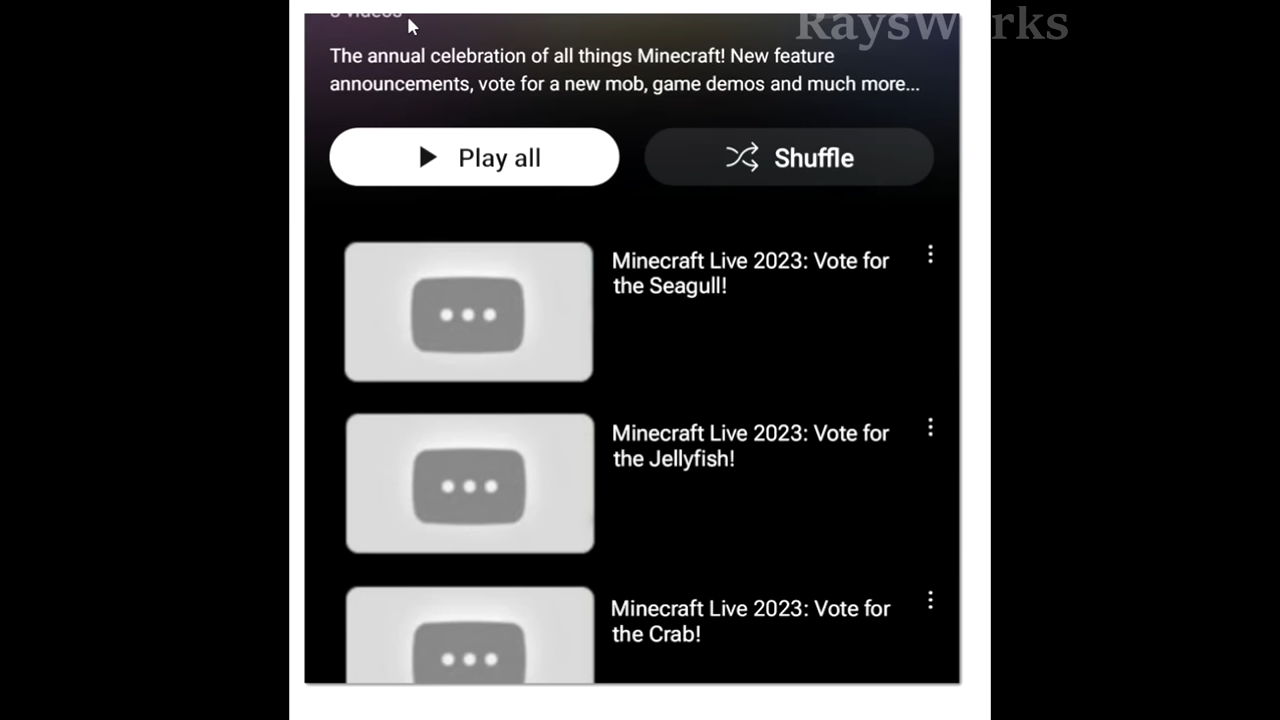 RaysWorks
The annual celebration of all things Minecraft! New feature
announcements, vote for a new mob, game demos and much more...
Play all
Shuffle
Minecraft Live 2023: Vote for
the Seagull!
Minecraft Live 2023: Vote for
the Jellyfish!
Minecraft Live 2023: Vote for
the Crab!